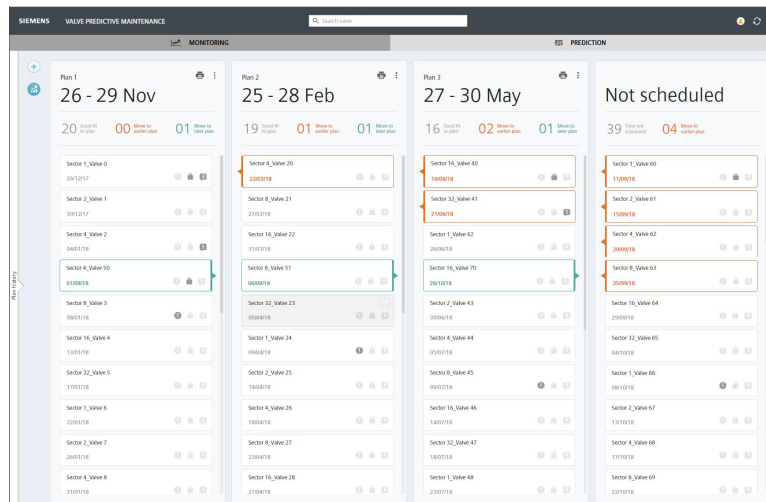 SIEMENS VALVE PREDICTIVE MAINTENANCE Search valve
MONITORING PREDICTION
Plan history
Plan 1
26 - 29 Nov
20 Good fit to plan 00 Move to earlier plan 01 Move to later plan
Sector 1_Valve 0
26/12/17
Sector 2_Valve 1
30/12/17
Sector 4_Valve 2
04/01/18
Sector 4_Valve 50
01/08/18
Sector 8_Valve 3
08/01/18
Sector 16_Valve 4
13/01/18
Sector 32_Valve 5
17/01/18
Sector 1_Valve 6
22/01/18
Sector 2_Valve 7
26/01/18
Sector 4_Valve 8
31/01/18
Plan 2
25 - 28 Feb
19 Good fit to plan 01 Move to earlier plan 01 Move to later plan
Sector 4_Valve 20
22/03/18
Sector 8_Valve 21
27/03/18
Sector 16_Valve 22
31/03/18
Sector 8_Valve 51
06/08/18
Sector 32_Valve 23
05/04/18
Sector 1_Valve 24
09/04/18
Sector 2_Valve 25
14/04/18
Sector 4_Valve 26
18/04/18
Sector 8_Valve 27
23/04/18
Sector 16_Valve 28
27/04/18
Plan 3
27 - 30 May
16 Good fit to plan 02 Move to earlier plan 01 Move to later plan
Sector 16_Valve 40
16/06/18
Sector 32_Valve 41
21/06/18
Sector 1_Valve 42
26/06/18
Sector 16_Valve 70
26/10/18
Sector 2_Valve 43
30/06/18
Sector 4_Valve 44
05/07/18
Sector 8_Valve 45
09/07/18
Sector 16_Valve 46
14/07/18
Sector 32_Valve 47
18/07/18
Sector 1_Valve 48
23/07/18
Not scheduled
39 Total not scheduled 04 Move to earlier plan
Sector 1_Valve 60
11/09/18
Sector 2_Valve 61
15/09/18
Sector 4_Valve 62
20/09/18
Sector 8_Valve 63
25/09/18
Sector 16_Valve 64
29/09/18
Sector 32_Valve 65
04/10/18
Sector 1_Valve 66
08/10/18
Sector 2_Valve 67
13/10/18
Sector 4_Valve 68
17/10/18
Sector 8_Valve 69
22/10/18